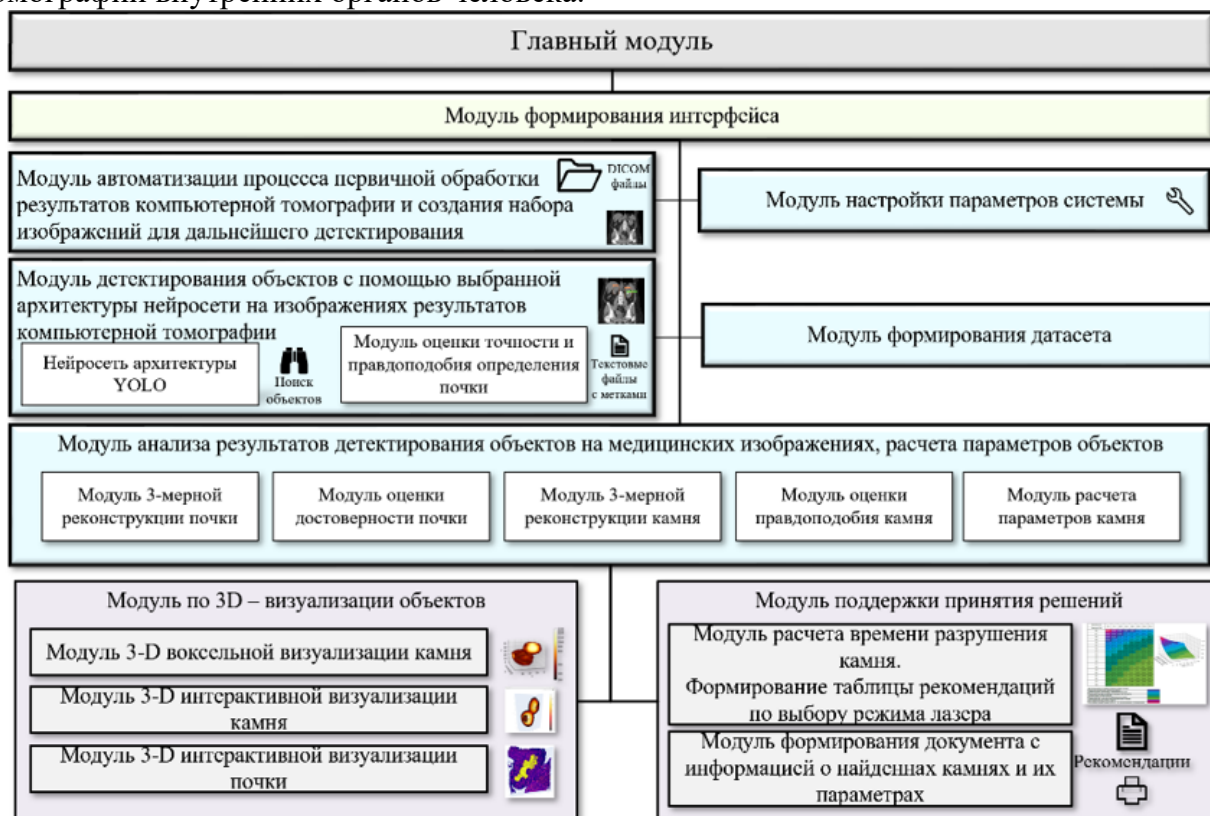 томографии внутренних органов человека.
Главный модуль
Модуль формирования интерфейса
Модуль автоматизации процесса первичной обработки
результатов компьютерной томографии и создания набора
изображений для дальнейшего детектирования
DICOM
файлы
Модуль настройки параметров системы
Модуль детектирования объектов с помощью выбранной
архитектуры нейросети на изображениях результатов
компьютерной томографии
Нейросеть архитектуры
YOLO
Поиск
объектов
Модуль оценки точности и
правдоподобия определения
почки
Текстовые
файлы
с метками
Модуль формирования датасета
Модуль анализа результатов детектирования объектов на медицинских изображениях, расчета параметров объектов
Модуль 3-мерной
реконструкции почки
Модуль оценки
достоверности почки
Модуль 3-мерной
реконструкции камня
Модуль оценки
правдоподобия камня
Модуль расчета
параметров камня
Модуль по 3D – визуализации объектов
Модуль 3-D воксельной визуализации камня
Модуль 3-D интерактивной визуализации
камня
Модуль 3-D интерактивной визуализации
почки
Модуль поддержки принятия решений
Модуль расчета времени разрушения
камня.
Формирование таблицы рекомендаций
по выбору режима лазера
Модуль формирования документа с
информацией о найденнах камнях и их
параметрах
Рекомендации